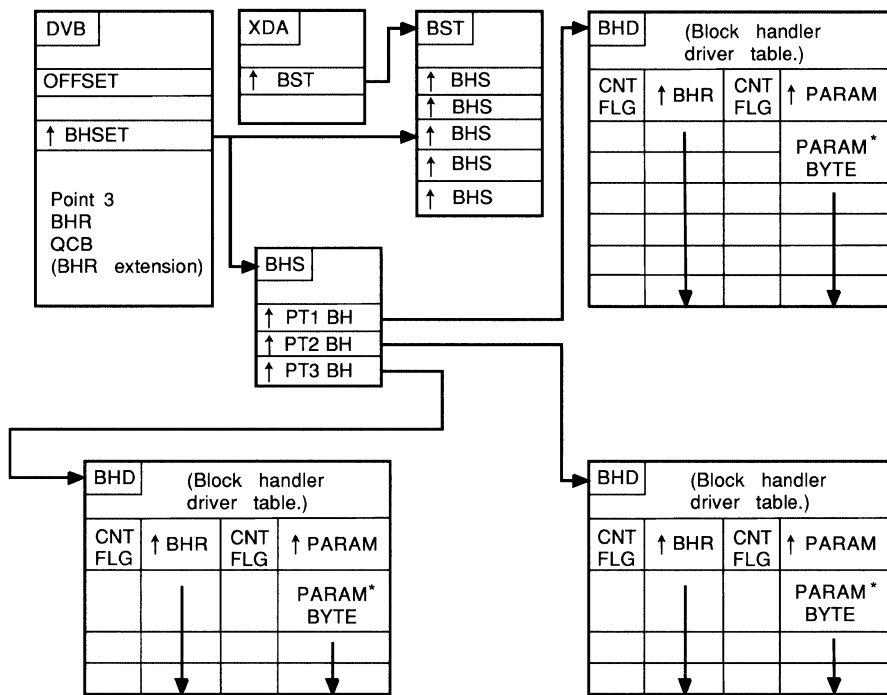 DVB
OFFSET
↑ BHSET
Point 3
BHR
QCB
(BHR extension)
XDA
↑ BST
BST
↑ BHS
↑ BHS
↑ BHS
↑ BHS
↑ BHS
BHS
↑ PT1 BH
↑ PT2 BH
↑ PT3 BH
BHD
(Block handler
driver table.)
CNT
FLG
↑ BHR
CNT
FLG
↑ PARAM
PARAM*
BYTE
BHD
(Block handler
driver table.)
CNT
FLG
↑ BHR
CNT
FLG
↑ PARAM
PARAM*
BYTE
BHD
(Block handler
driver table.)
CNT
FLG
↑ BHR
CNT
FLG
↑ PARAM
PARAM*
BYTE